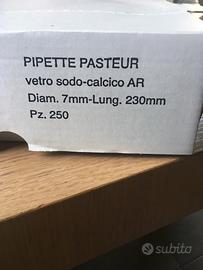 PIPETTE PASTEUR
vetro sodo-calcico AR
Diam. 7mm-Lung. 230mm
Pz. 250
subito